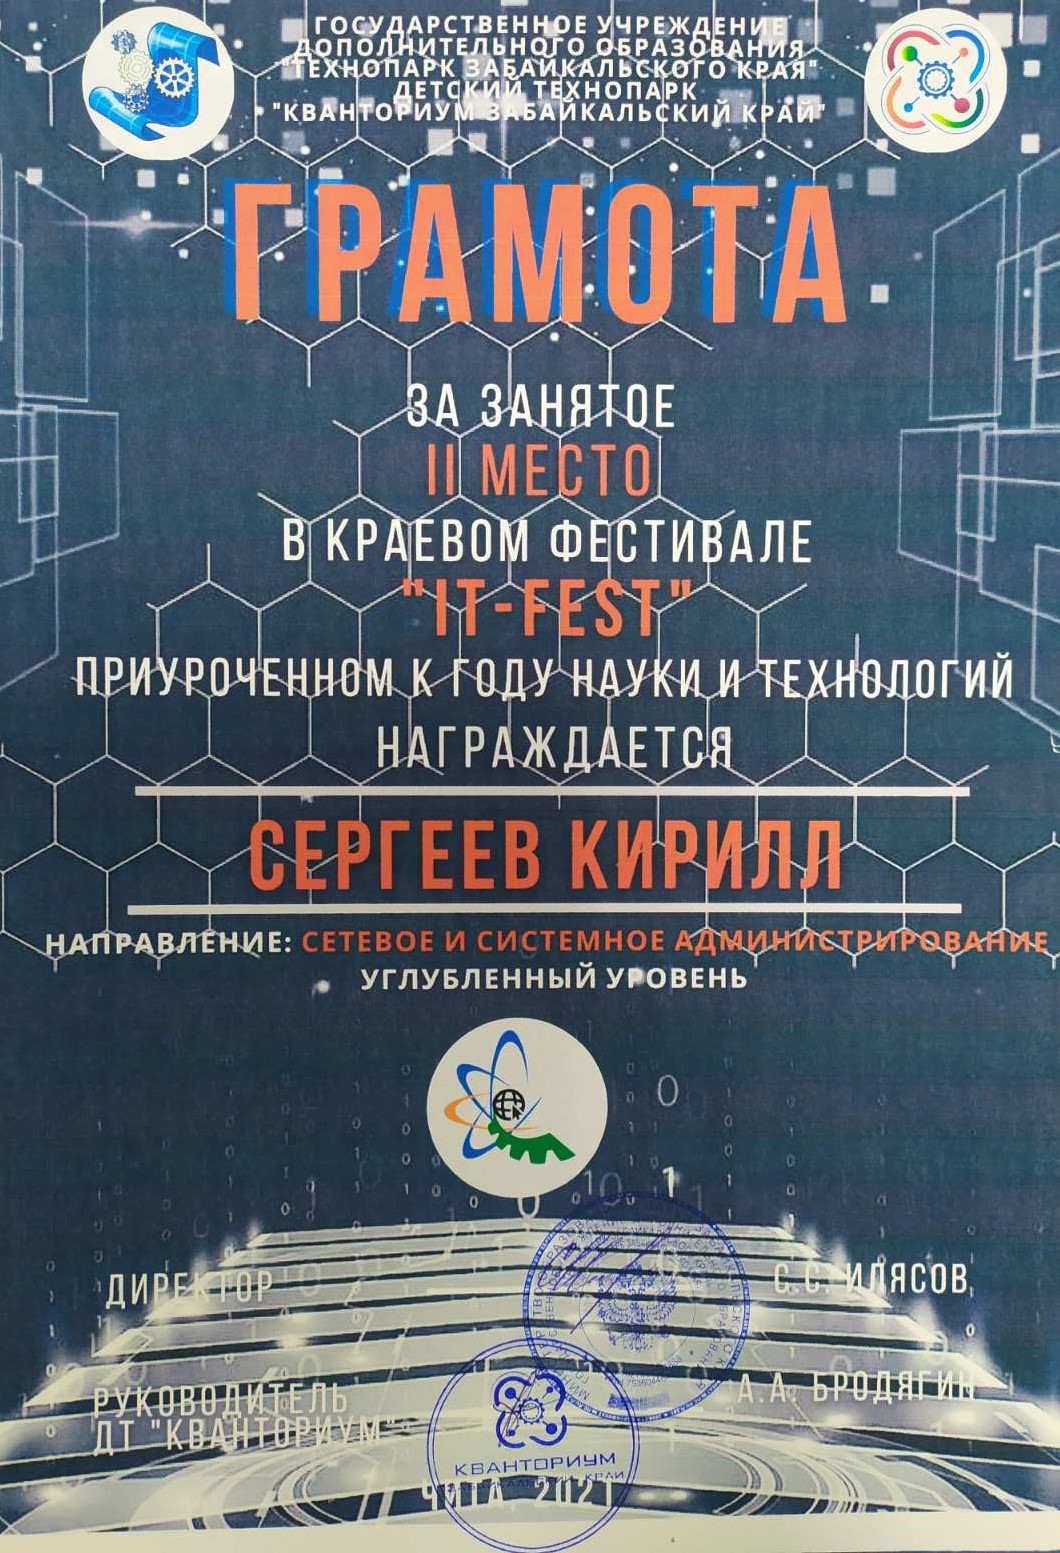 ГОСУДАРСТВЕННОЕ УЧРЕЖДЕНИЕ
ДОПОЛНИТЕЛЬНОГО ОБРАЗОВАНИЯ
"ТЕХНОПАРК ЗАБАЙКАЛЬСКОГО КРАЯ"
ДЕТСКИЙ ТЕХНОПАРК
"КВАНТОРИУМ ЗАБАЙКАЛЬСКИЙ КРАЙ"
ГРАМОТА
ЗА ЗАНЯТОЕ
II МЕСТО
В КРАЕВОМ ФЕСТИВАЛЕ
"IT-FEST"
ПРИУРОЧЕННОМ К ГОДУ НАУКИ И ТЕХНОЛОГИЙ
НАГРАЖДАЕТСЯ
СЕРГЕЕВ КИРИЛЛ
НАПРАВЛЕНИЕ: СЕТЕВОЕ И СИСТЕМНОЕ АДМИНИСТРИРОВАНИЕ
УГЛУБЛЕННЫЙ УРОВЕНЬ
ДИРЕКТОР С.С. ИЛЯСОВ
РУКОВОДИТЕЛЬ
ДТ "КВАНТОРИУМ" А.А. БРОДЯГИН
КВАНТОРИУМ
ЗАБАЙКАЛЬСКИЙ КРАЙ
ЧИТА, 2021